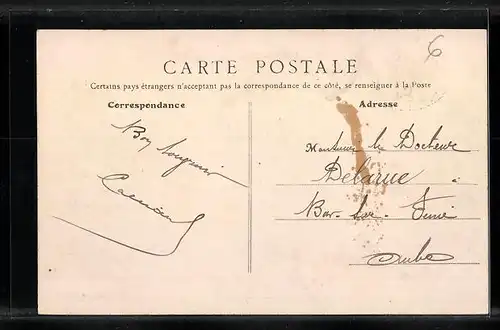 6
CARTE POSTALE
Certains pays étrangers n'acceptant pas la correspondance de ce côté, se renseigner à la Poste
Correspondance
Adresse
Bon Souvenir
Monsieur le Docteur
Delarue à
Bar-sur-Seine
Aube